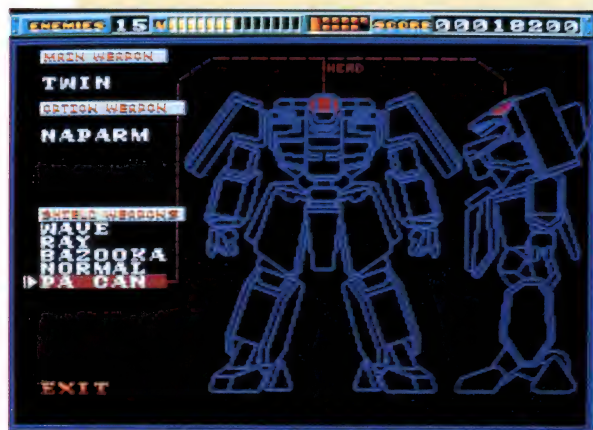 ENEMIES 15 V SCORE 00018200
MAIN WEAPON
HEAD
TWIN
OPTION WEAPON
NAPARM
SHIELD WEAPONS
WAVE
RAY
BAZOOKA
NORMAL
PA CAN
EXIT